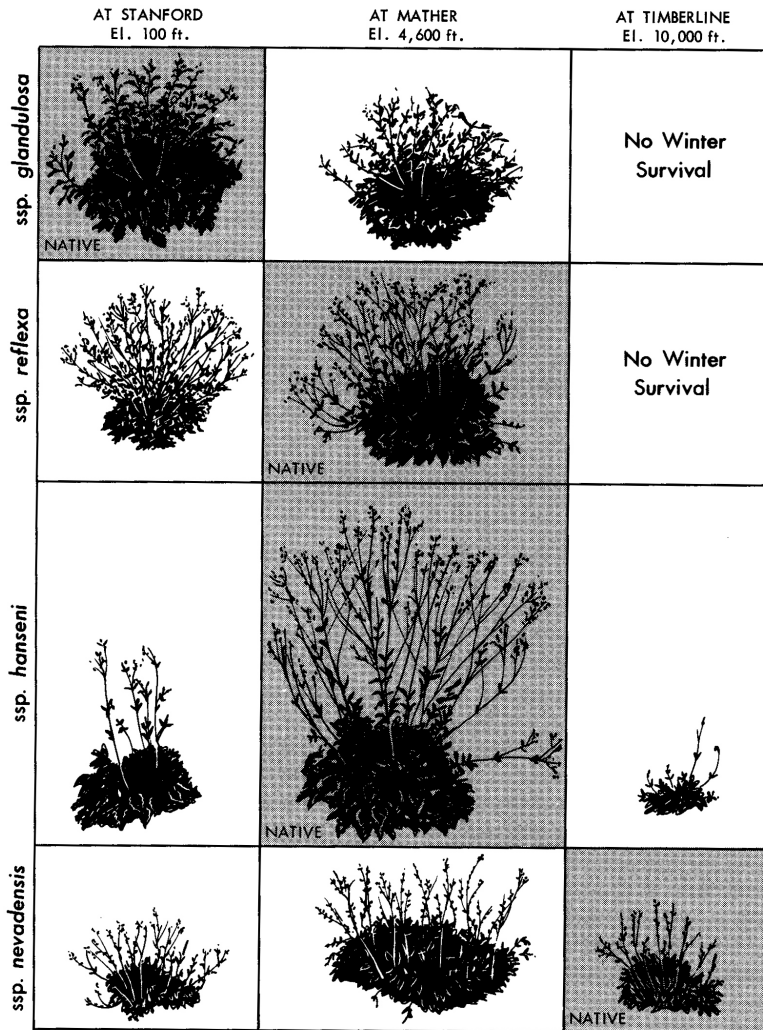 AT STANFORD
El. 100 ft.
AT MATHER
El. 4,600 ft.
AT TIMBERLINE
El. 10,000 ft.
ssp. glandulosa
NATIVE
No Winter
Survival
ssp. reflexa
NATIVE
No Winter
Survival
ssp. hanseni
NATIVE
ssp. nevadensis
NATIVE